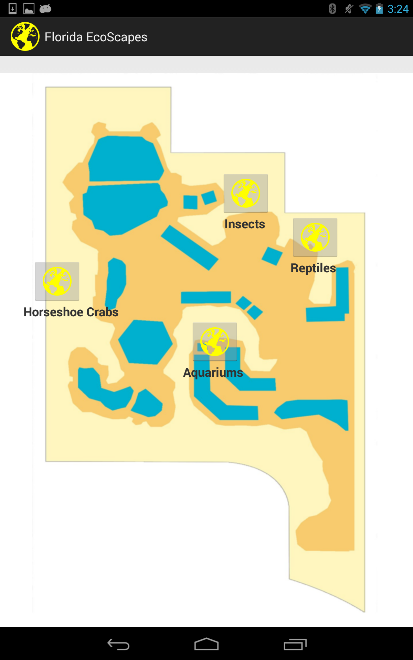 3:24
Florida EcoScapes
Insects
Reptiles
Horseshoe Crabs
Aquariums